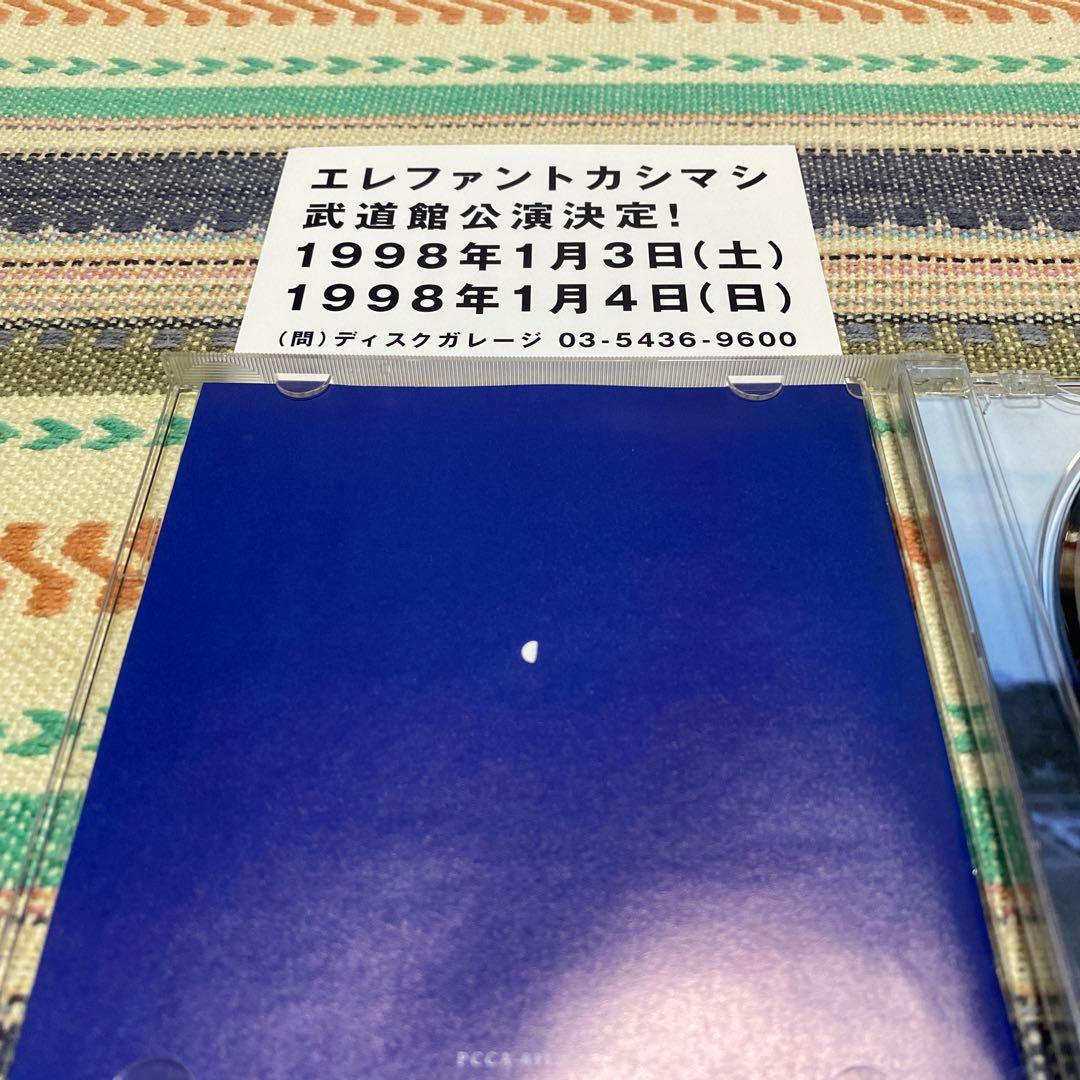 エレファントカシマシ
武道館公演決定!
1998年1月3日(土)
1998年1月4日(日)
(問)ディスクガレージ 03-5436-9600
PCCA